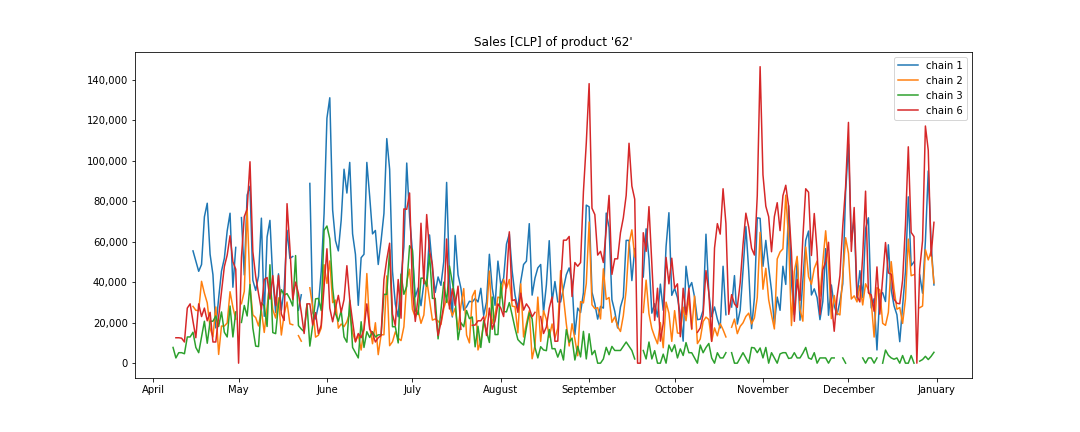 Sales [CLP] of product '62'
chain 1
chain 2
chain 3
chain 6
140,000
120,000
100,000
80,000
60,000
40,000
20,000
0
April May June July August September October November December January